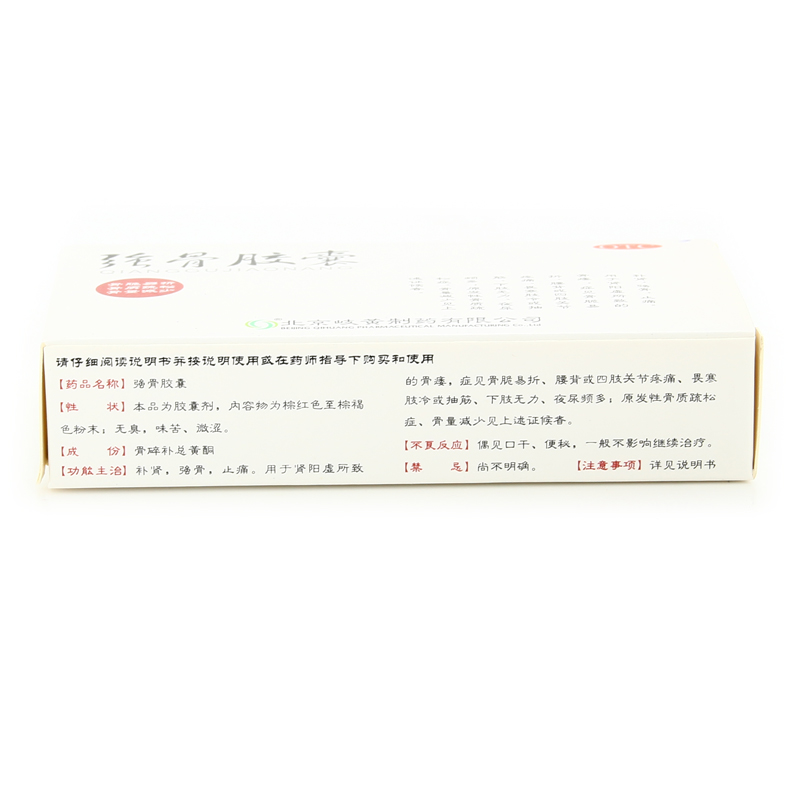 强骨胶囊
QIANGGU JIAONANG
北京岐黄制药有限公司
BEIJING QIHUANG PHARMACEUTICAL MANUFACTURING CO.,LTD
请仔细阅读说明书并按说明使用或在药师指导下购买和使用
【药品名称】强骨胶囊
【性　　状】本品为胶囊剂，内容物为棕红色至棕褐
色粉末；无臭，味苦、微涩。
【成　　份】骨碎补总黄酮
【功能主治】补肾，强骨，止痛。用于肾阳虚所致
的骨痿，症见骨脆易折、腰背或四肢关节疼痛、畏寒
肢冷或抽筋、下肢无力、夜尿频多；原发性骨质疏松
症、骨量减少见上述证候者。
【不良反应】偶见口干、便秘，一般不影响继续治疗。
【禁　　忌】尚不明确。　【注意事项】详见说明书